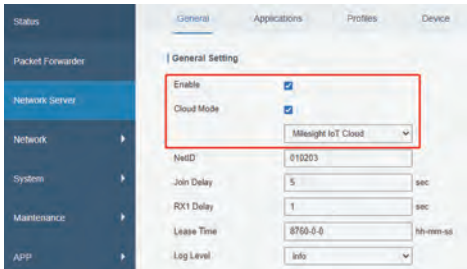 Status
Packet Forwarder
Network Server
Network
System
Maintenance
APP
General Applications Profiles Device
General Setting
Enable
Cloud Mode
Milesight IoT Cloud
NetID 010203
Join Delay 5 sec
RX1 Delay 1 sec
Lease Time 8760-0-0 hh-mm-ss
Log Level info